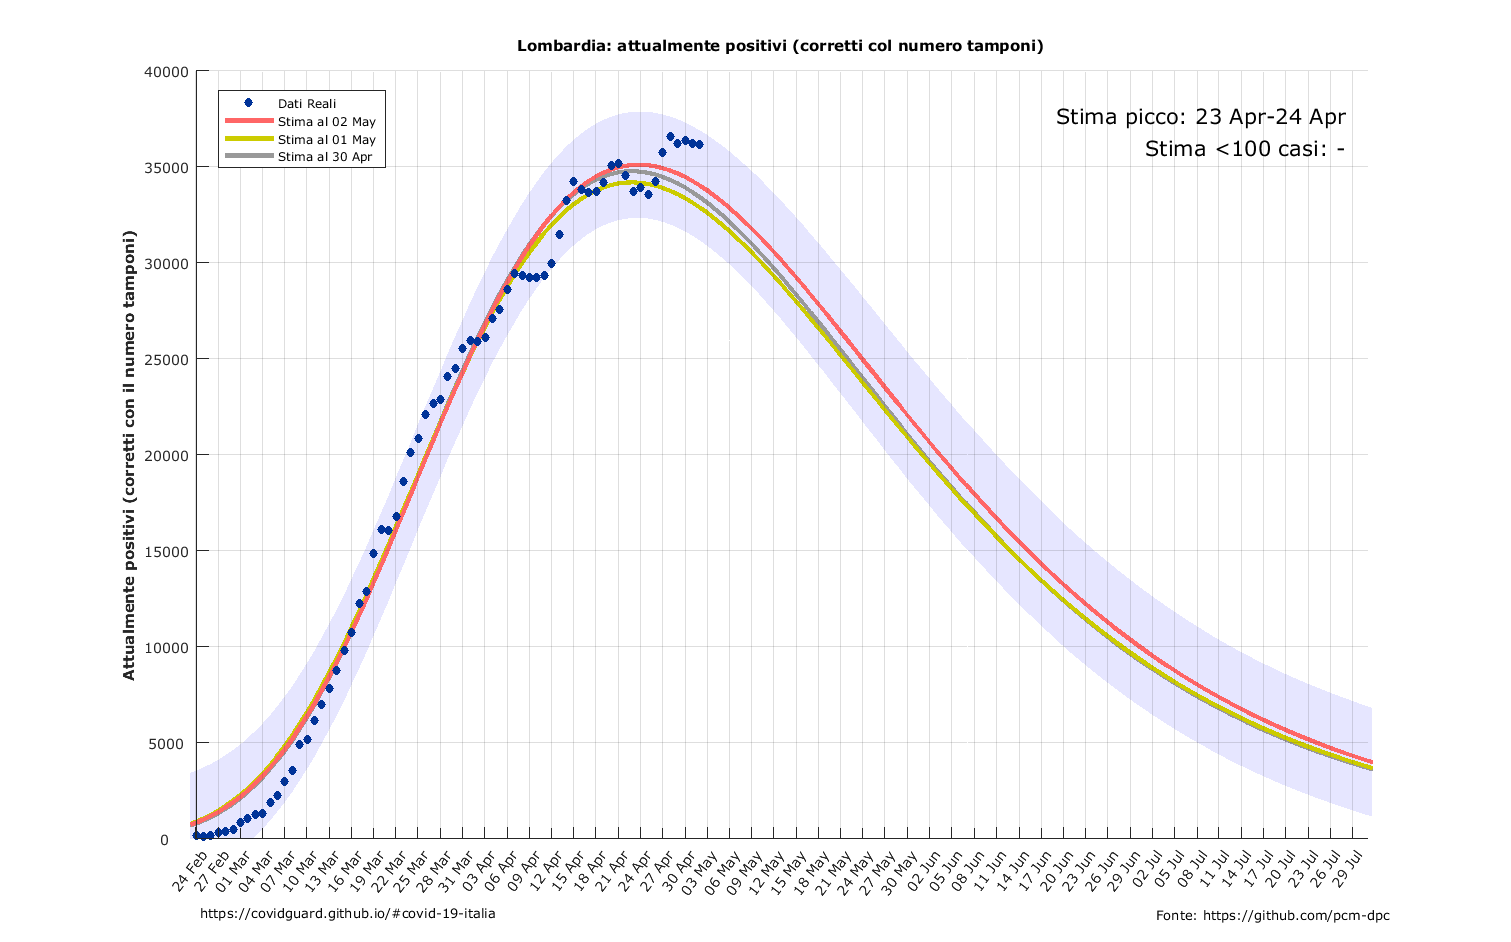 Lombardia: attualmente positivi (corretti col numero tamponi)
Dati Reali
Stima al 02 May
Stima al 01 May
Stima al 30 Apr
Stima picco: 23 Apr-24 Apr
Stima <100 casi: -
Attualmente positivi (corretti con il numero tamponi)
40000
35000
30000
25000
20000
15000
10000
5000
0
24 Feb
27 Feb
01 Mar
04 Mar
07 Mar
10 Mar
13 Mar
16 Mar
19 Mar
22 Mar
25 Mar
28 Mar
31 Mar
03 Apr
06 Apr
09 Apr
12 Apr
15 Apr
18 Apr
21 Apr
24 Apr
27 Apr
30 Apr
03 May
06 May
09 May
12 May
15 May
18 May
21 May
24 May
27 May
30 May
02 Jun
05 Jun
08 Jun
11 Jun
14 Jun
17 Jun
20 Jun
23 Jun
26 Jun
29 Jun
02 Jul
05 Jul
08 Jul
11 Jul
14 Jul
17 Jul
20 Jul
23 Jul
26 Jul
29 Jul
https://covidguard.github.io/#covid-19-italia
Fonte: https://github.com/pcm-dpc